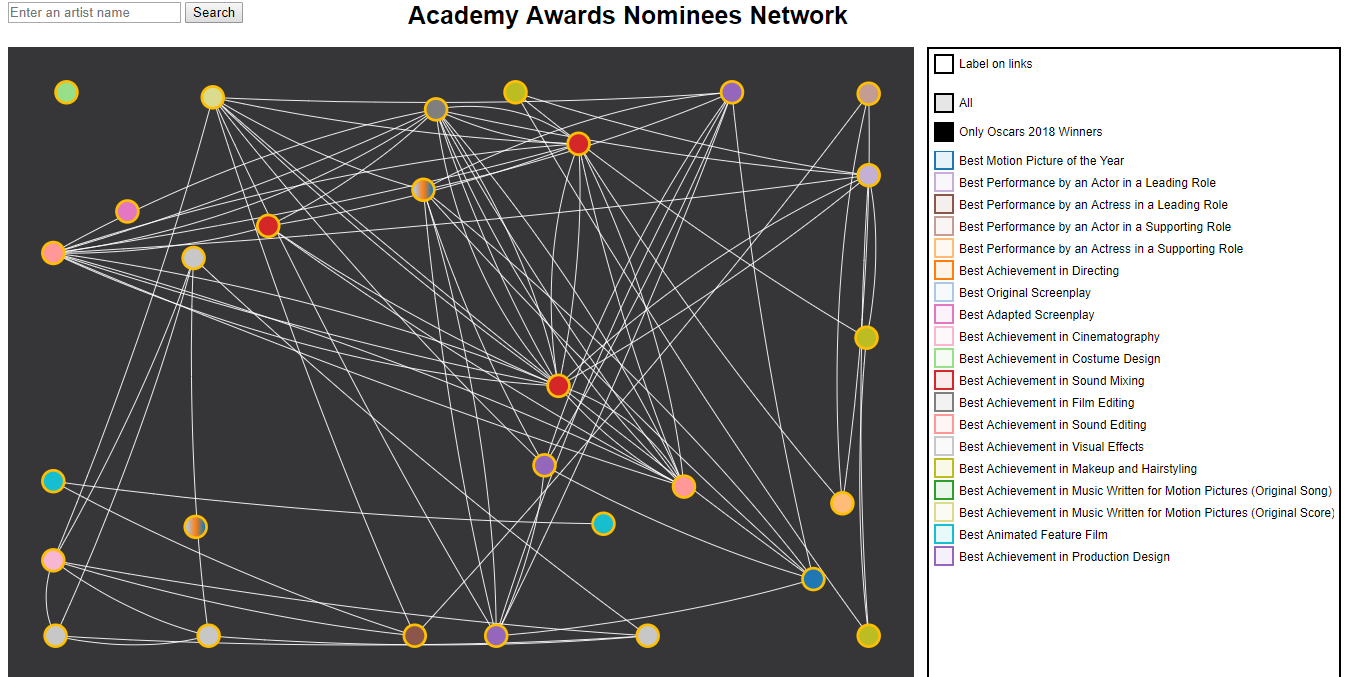 Enter an artist name
Search
Academy Awards Nominees Network
Label on links
All
Only Oscars 2018 Winners
Best Motion Picture of the Year
Best Performance by an Actor in a Leading Role
Best Performance by an Actress in a Leading Role
Best Performance by an Actor in a Supporting Role
Best Performance by an Actress in a Supporting Role
Best Achievement in Directing
Best Original Screenplay
Best Adapted Screenplay
Best Achievement in Cinematography
Best Achievement in Costume Design
Best Achievement in Sound Mixing
Best Achievement in Film Editing
Best Achievement in Sound Editing
Best Achievement in Visual Effects
Best Achievement in Makeup and Hairstyling
Best Achievement in Music Written for Motion Pictures (Original Song)
Best Achievement in Music Written for Motion Pictures (Original Score)
Best Animated Feature Film
Best Achievement in Production Design